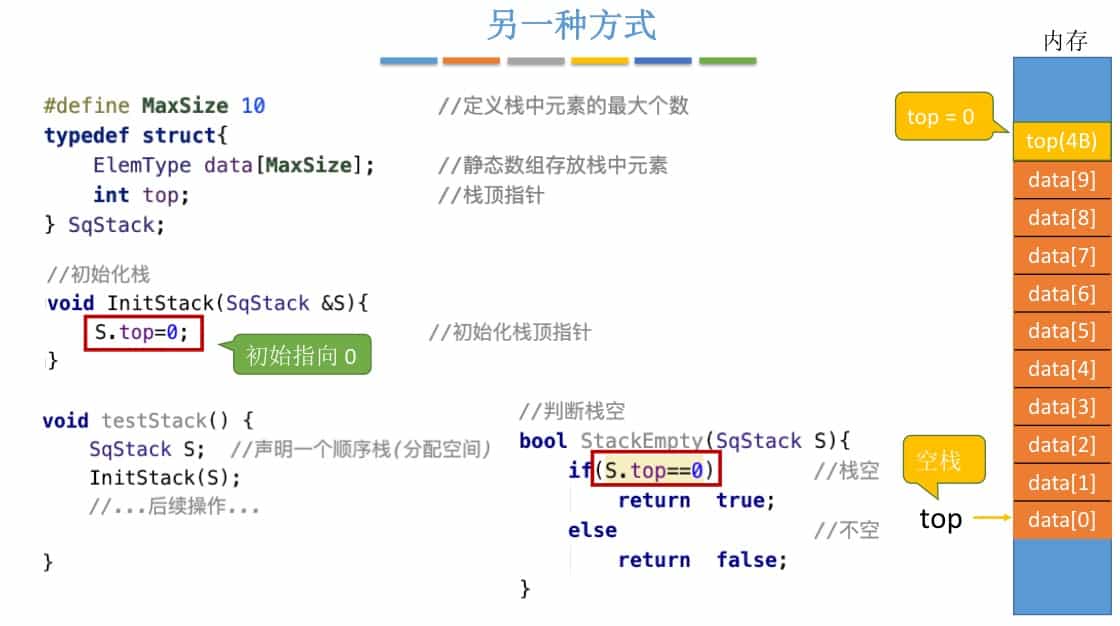 另一种方式
#define MaxSize 10 //定义栈中元素的最大个数
typedef struct{
ElemType data[MaxSize]; //静态数组存放栈中元素
int top; //栈顶指针
} SqStack;
//初始化栈
void InitStack(SqStack &S){
S.top=0; //初始化栈顶指针
}
初始指向 0
void testStack() {
SqStack S; //声明一个顺序栈(分配空间)
InitStack(S);
//...后续操作...
}
//判断栈空
bool StackEmpty(SqStack S){
if(S.top==0) //栈空
return true;
else //不空
return false;
}
内存
top = 0
top(4B)
data[9]
data[8]
data[7]
data[6]
data[5]
data[4]
data[3]
data[2]
data[1]
data[0]
空栈
top